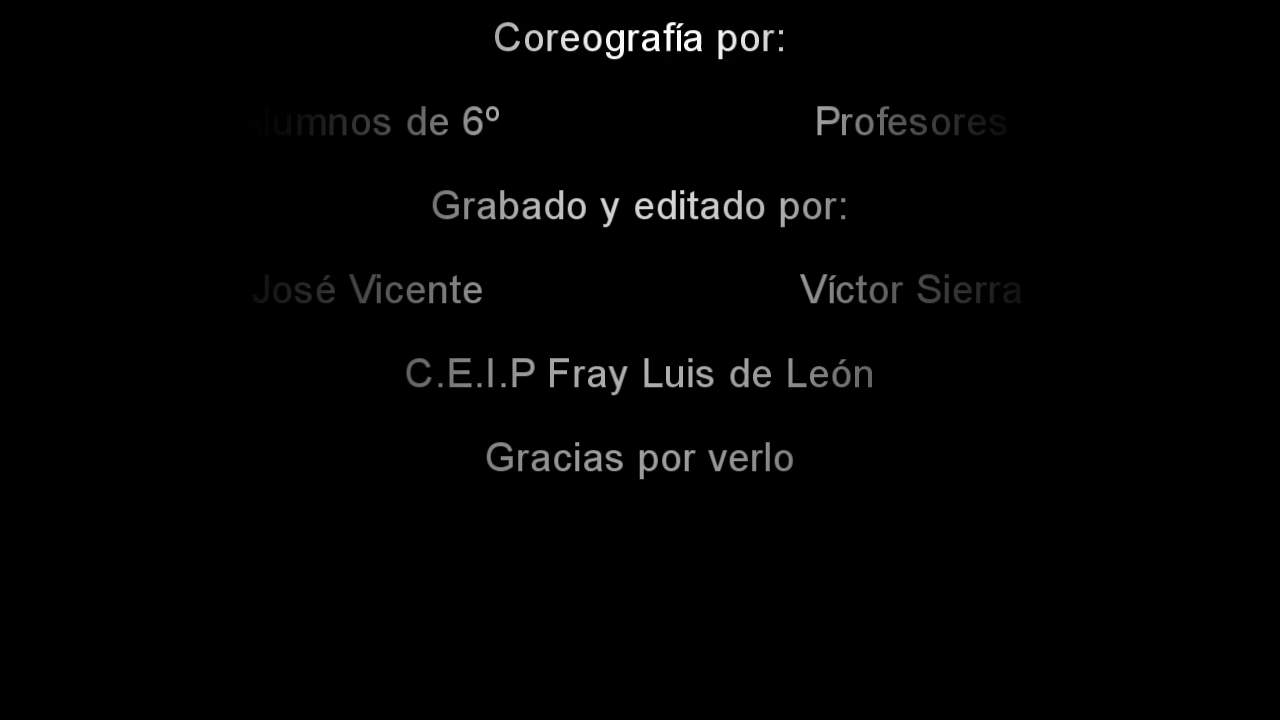 Coreografía por:
Alumnos de 6º Profesores
Grabado y editado por:
José Vicente Víctor Sierra
C.E.I.P Fray Luis de León
Gracias por verlo